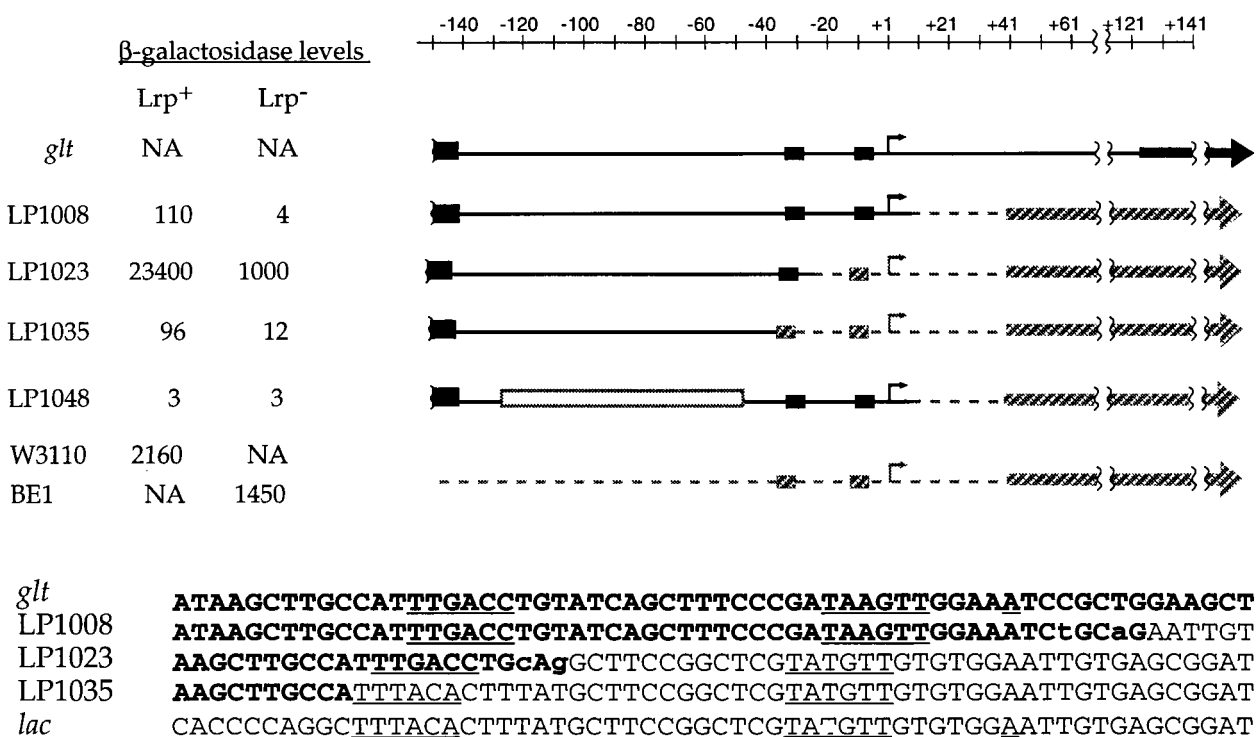 -140 -120 -100 -80 -60 -40 -20 +1 +21 +41 +61 +121 +141
β-galactosidase levels
Lrp+ Lrp-
glt NA NA
LP1008 110 4
LP1023 23400 1000
LP1035 96 12
LP1048 3 3
W3110 2160 NA
BE1 NA 1450
glt ATAAGCTTGCCATTTGACCTGTATCAGCTTTCCCGATAAGTTGGAAATCCGCTGGAAGCT
LP1008 ATAAGCTTGCCATTTGACCTGTATCAGCTTTCCCGATAAGTTGGAAATCtGCaGAATTGT
LP1023 AAGCTTGCCATTTGACCTGcAgGCTTCCGGCTCGTATGTTGTGTGGAATTGTGAGCGGAT
LP1035 AAGCTTGCCATTTACACTTTATGCTTCCGGCTCGTATGTTGTGTGGAATTGTGAGCGGAT
lac CACCCCAGGCTTTACACTTTATGCTTCCGGCTCGTATGTTGTGTGGAATTGTGAGCGGAT